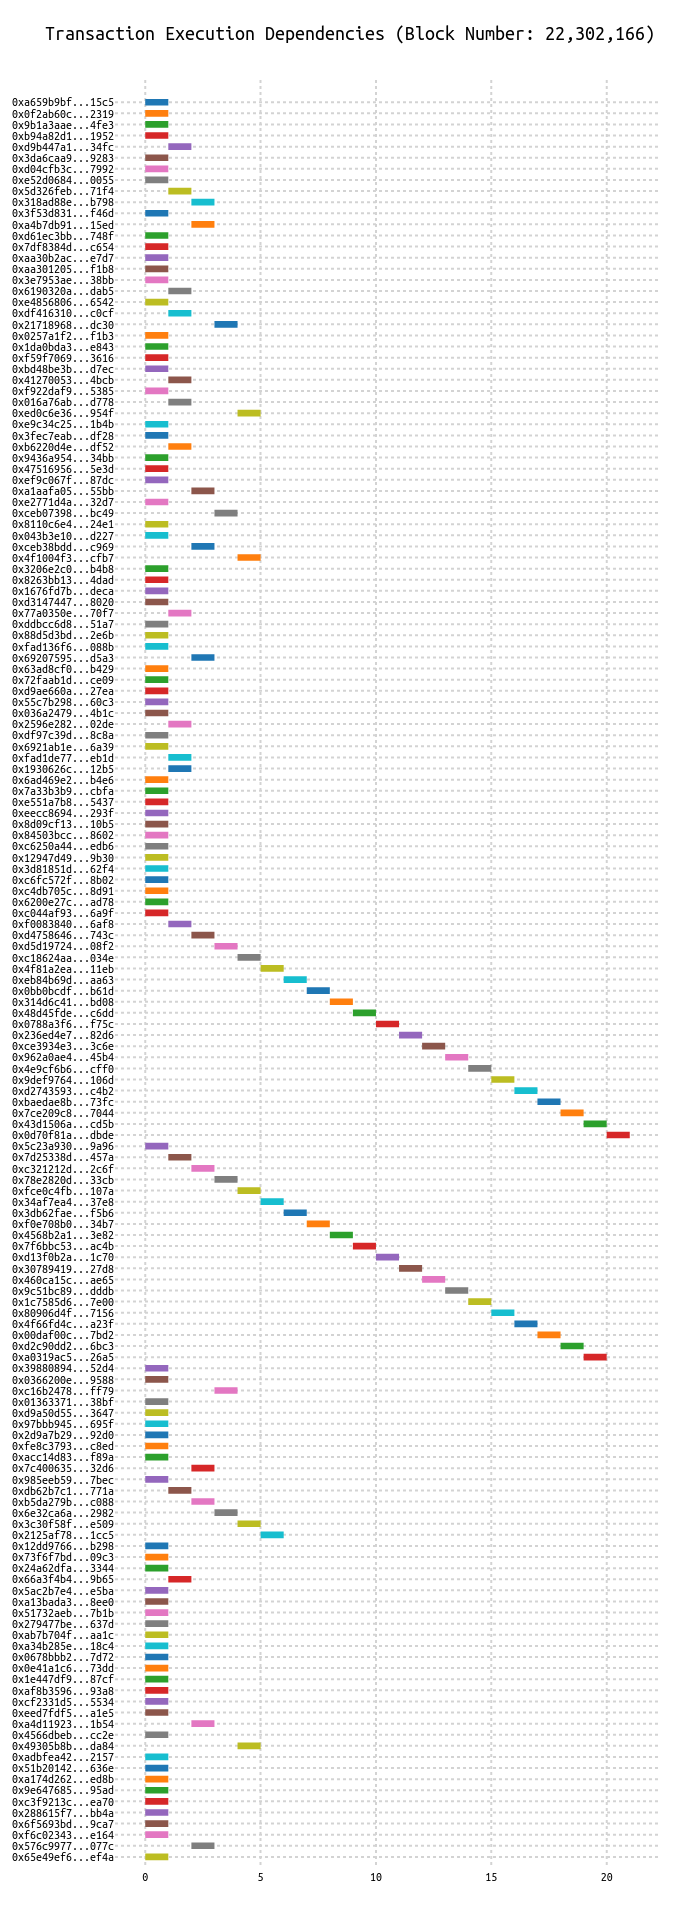 Transaction Execution Dependencies (Block Number: 22,302,166)
0xa659b9bf...15c5
0x0f2ab60c...2319
0x9b1a3aae...4fe3
0xb94a82d1...1952
0xd9b447a1...34fc
0x3da6caa9...9283
0xd04cfb3c...7992
0xe52d0684...0055
0x5d326feb...71f4
0x318ad88e...b798
0x3f53d831...f46d
0xa4b7db91...15ed
0xd61ec3bb...748f
0x7df8384d...c654
0xaa30b2ac...e7d7
0xaa301205...f1b8
0x3e7953ae...38bb
0x6190320a...dab5
0xe4856806...6542
0xdf416310...c0cf
0x21718968...dc30
0x0257a1f2...f1b3
0x1da0bda3...e843
0xf59f7069...3616
0xbd48be3b...d7ec
0x41270053...4bcb
0xf922daf9...5385
0x016a76ab...d778
0xed0c6e36...954f
0xe9c34c25...1b4b
0x3fec7eab...df28
0xb6220d4e...df52
0x9436a954...34bb
0x47516956...5e3d
0xef9c067f...87dc
0xa1aafa05...55bb
0xe2771d4a...32d7
0xceb07398...bc49
0x8110c6e4...24e1
0x043b3e10...d227
0xceb38bdd...c969
0x4f1004f3...cfb7
0x3206e2c0...b4b8
0x8263bb13...4dad
0x1676fd7b...deca
0xd3147447...8020
0x77a0350e...70f7
0xddbcc6d8...51a7
0x88d5d3bd...2e6b
0xfad136f6...088b
0x69207595...d5a3
0x63ad8cf0...b429
0x72faab1d...ce09
0xd9ae660a...27ea
0x55c7b298...60c3
0x036a2479...4b1c
0x2596e282...02de
0xdf97c39d...8c8a
0x6921ab1e...6a39
0xfad1de77...eb1d
0x1930626c...12b5
0x6ad469e2...b4e6
0x7a33b3b9...cbfa
0xe551a7b8...5437
0xeecc8694...293f
0x8d09cf13...10b5
0x84503bcc...8602
0xc6250a44...edb6
0x12947d49...9b30
0x3d81851d...62f4
0xc6fc572f...8b02
0xc4db705c...8d91
0x6200e27c...ad78
0xc044af93...6a9f
0xf0083840...6af8
0xd4758646...743c
0xd5d19724...08f2
0xc18624aa...034e
0x4f81a2ea...11eb
0xeb84b69d...aa63
0x0bb0bcdf...b61d
0x314d6c41...bd08
0x48d45fde...c6dd
0x0788a3f6...f75c
0x236ed4e7...82d6
0xce3934e3...3c6e
0x962a0ae4...45b4
0x4e9cf6b6...cff0
0x9def9764...106d
0xd2743593...c4b2
0xbaedae8b...73fc
0x7ce209c8...7044
0x43d1506a...cd5b
0x0d70f81a...dbde
0x5c23a930...9a96
0x7d25338d...457a
0xc321212d...2c6f
0x78e2820d...33cb
0xfce0c4fb...107a
0x34af7ea4...37e8
0x3db62fae...f5b6
0xf0e708b0...34b7
0x4568b2a1...3e82
0x7f6bbc53...ac4b
0xd13f0b2a...1c70
0x30789419...27d8
0x460ca15c...ae65
0x9c51bc89...dddb
0x1c7585d6...7e00
0x80906d4f...7156
0x4f66fd4c...a23f
0x00daf00c...7bd2
0xd2c90dd2...6bc3
0xa0319ac5...26a5
0x39880894...52d4
0x0366200e...9588
0xc16b2478...ff79
0x01363371...38bf
0xd9a50d55...3647
0x97bbb945...695f
0x2d9a7b29...92d0
0xfe8c3793...c8ed
0xacc14d83...f89a
0x7c400635...32d6
0x985eeb59...7bec
0xdb62b7c1...771a
0xb5da279b...c088
0x6e32ca6a...2982
0x3c30f58f...e509
0x2125af78...1cc5
0x12dd9766...b298
0x73f6f7bd...09c3
0x24a62dfa...3344
0x66a3f4b4...9b65
0x5ac2b7e4...e5ba
0xa13bada3...8ee0
0x51732aeb...7b1b
0x279477be...637d
0xab7b704f...aa1c
0xa34b285e...18c4
0x0678bbb2...7d72
0x0e41a1c6...73dd
0x1e447df9...87cf
0xaf8b3596...93a8
0xcf2331d5...5534
0xeed7fdf5...a1e5
0xa4d11923...1b54
0x4566dbeb...cc2e
0x49305b8b...da84
0xadbfea42...2157
0x51b20142...636e
0xa174d262...ed8b
0x9e647685...95ad
0xc3f9213c...ea70
0x288615f7...bb4a
0x6f5693bd...9ca7
0xf6c02343...e164
0x576c9977...077c
0x65e49ef6...ef4a
0 5 10 15 20